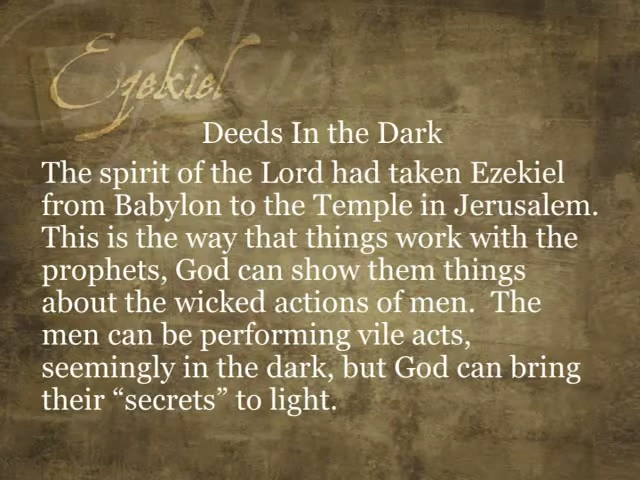 Ezekiel
Deeds In the Dark
The spirit of the Lord had taken Ezekiel
from Babylon to the Temple in Jerusalem.
This is the way that things work with the
prophets, God can show them things
about the wicked actions of men.  The
men can be performing vile acts,
seemingly in the dark, but God can bring
their “secrets” to light.